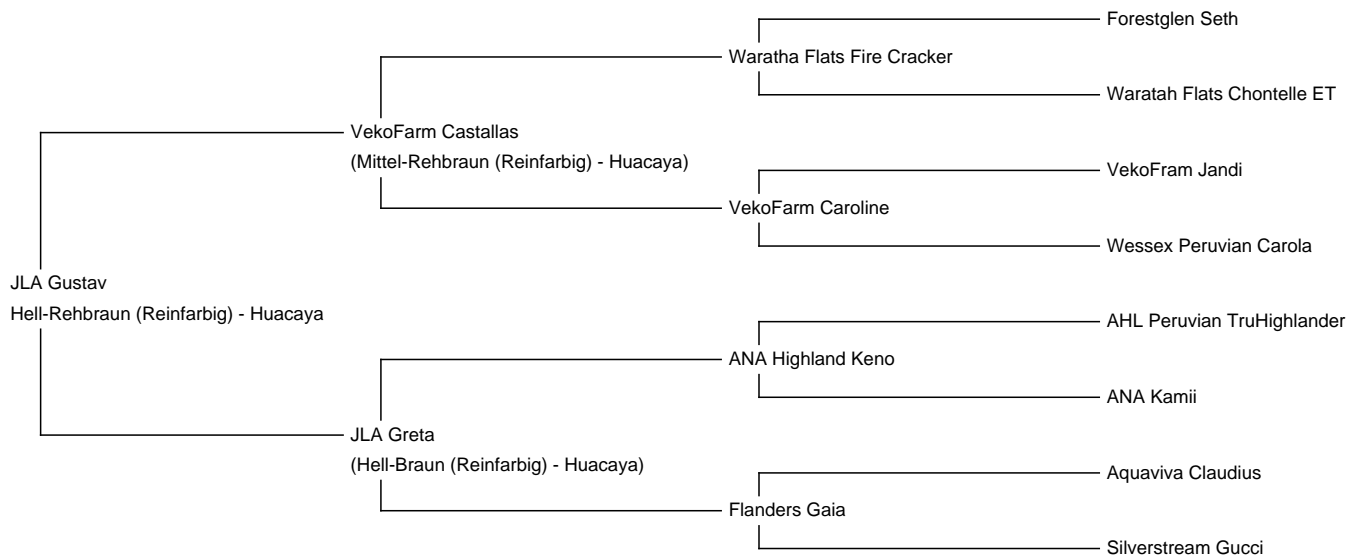 Forestglen Seth
Waratha Flats Fire Cracker
Waratah Flats Chontelle ET
VekoFarm Castallas
(Mittel-Rehbraun (Reinfarbig) - Huacaya)
VekoFram Jandi
VekoFarm Caroline
Wessex Peruvian Carola
JLA Gustav
Hell-Rehbraun (Reinfarbig) - Huacaya
AHL Peruvian TruHighlander
ANA Highland Keno
ANA Kamii
JLA Greta
(Hell-Braun (Reinfarbig) - Huacaya)
Aquaviva Claudius
Flanders Gaia
Silverstream Gucci